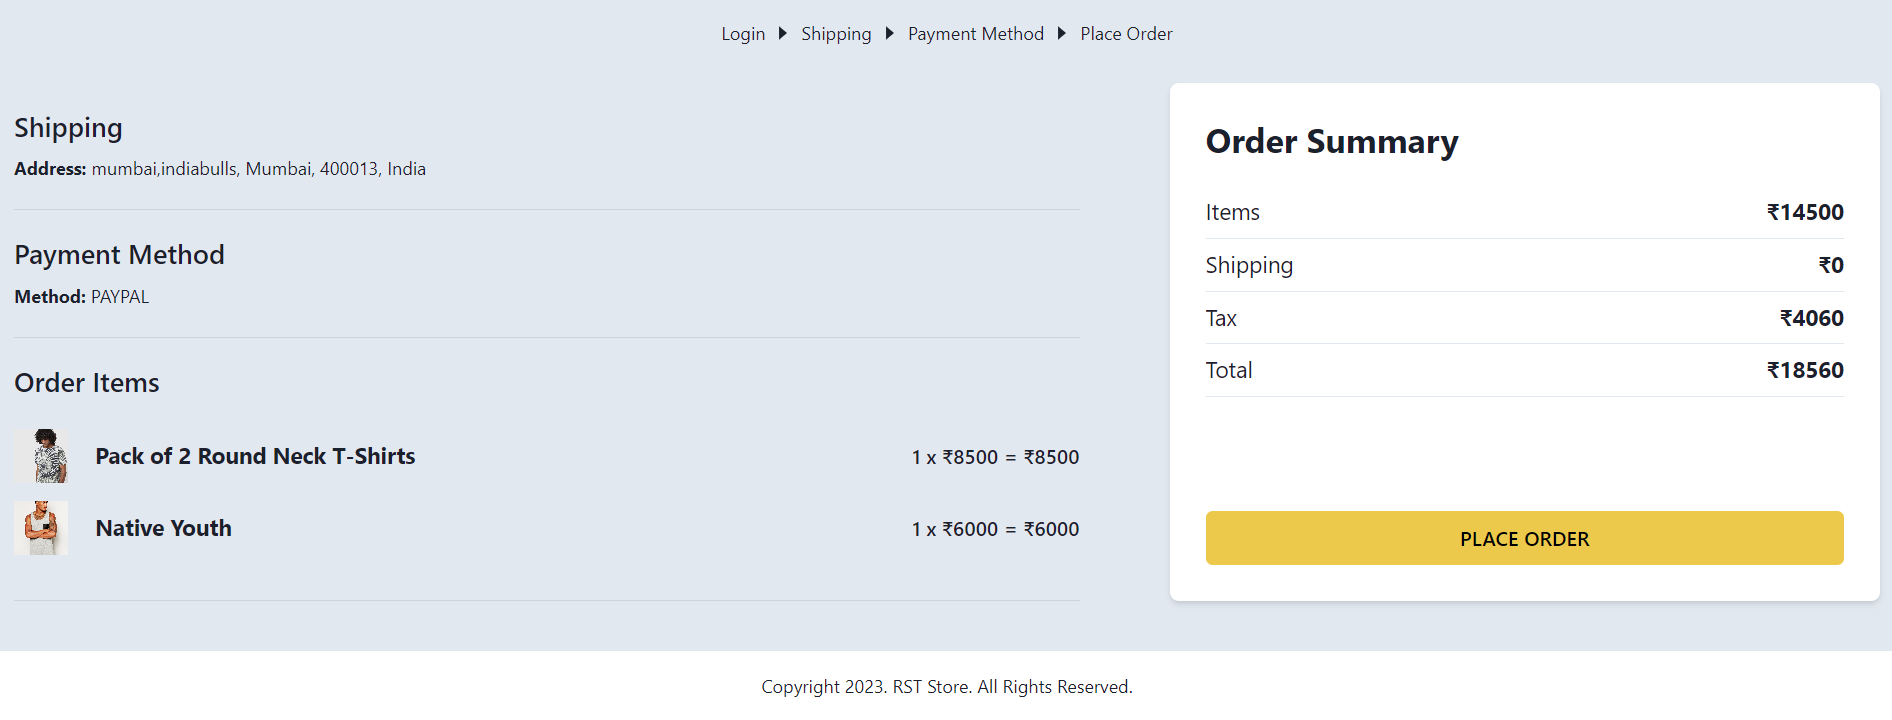 Login Shipping Payment Method Place Order
Shipping
Address: mumbai,indiabulls, Mumbai, 400013, India
Payment Method
Method: PAYPAL
Order Items
Pack of 2 Round Neck T-Shirts 1 x ₹8500 = ₹8500
Native Youth 1 x ₹6000 = ₹6000
Order Summary
Items ₹14500
Shipping ₹0
Tax ₹4060
Total ₹18560
PLACE ORDER
Copyright 2023. RST Store. All Rights Reserved.